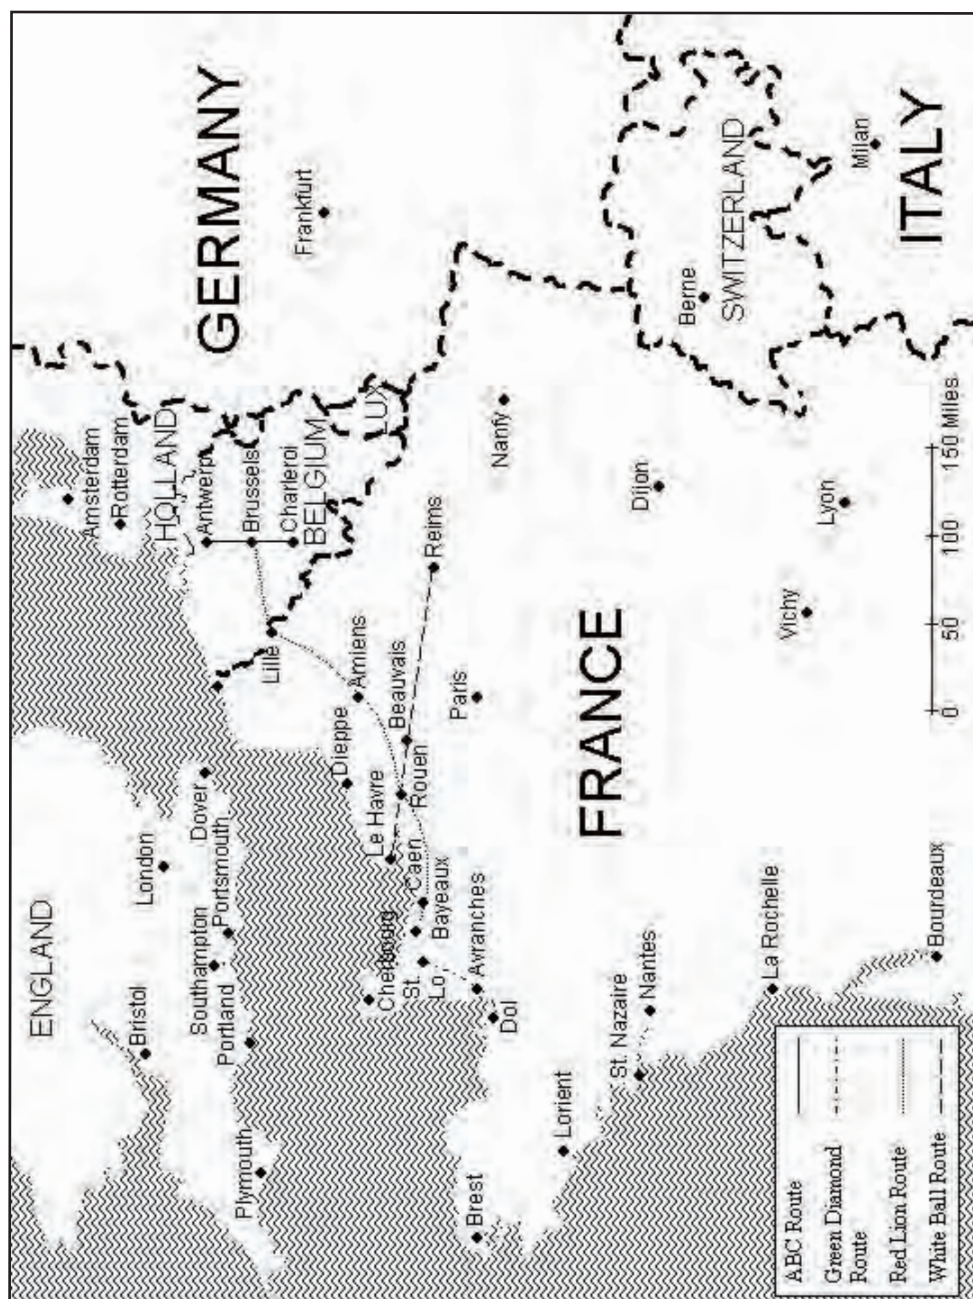 ENGLAND
GERMANY
Bristol
London
Amsterdam
Rotterdam
HOLLAND
Southampton
Portland
Portsmouth
Dover
Plymouth
Antwerp
Brussels
Charleroi
BELGIUM
LUX
Frankfurt
Lille
Dieppe
Amiens
Cherbourg
Le Havre
Beauvais
Rouen
Caen
Bayeaux
St.
Lo
Avranches
Dol
Brest
Paris
Reims
Nanfy
Lorient
FRANCE
St. Nazaire
Nantes
Dijon
Berne
SWITZERLAND
La Rochelle
Vichy
Lyon
Milan
ITALY
Bourdeaux
0 50 100 150 Miles
ABC Route
Green Diamond
Route
Red Lion Route
White Ball Route